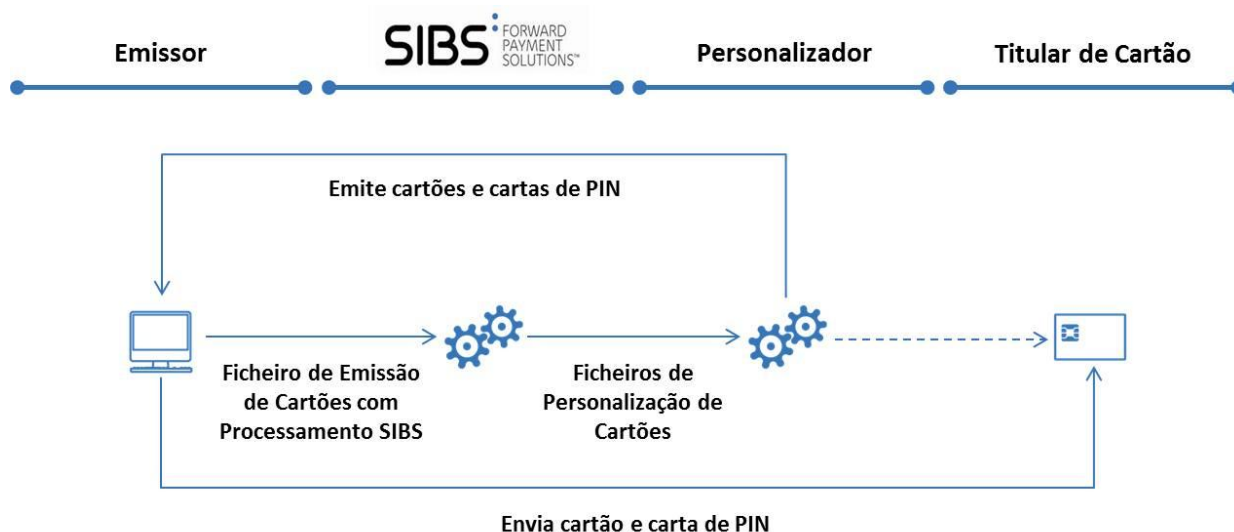 Emissor
SIBS
FORWARD
PAYMENT
SOLUTIONS™
Personalizador
Titular de Cartão
Emite cartões e cartas de PIN
Ficheiro de Emissão
de Cartões com
Processamento SIBS
Ficheiros de
Personalização de
Cartões
Envia cartão e carta de PIN